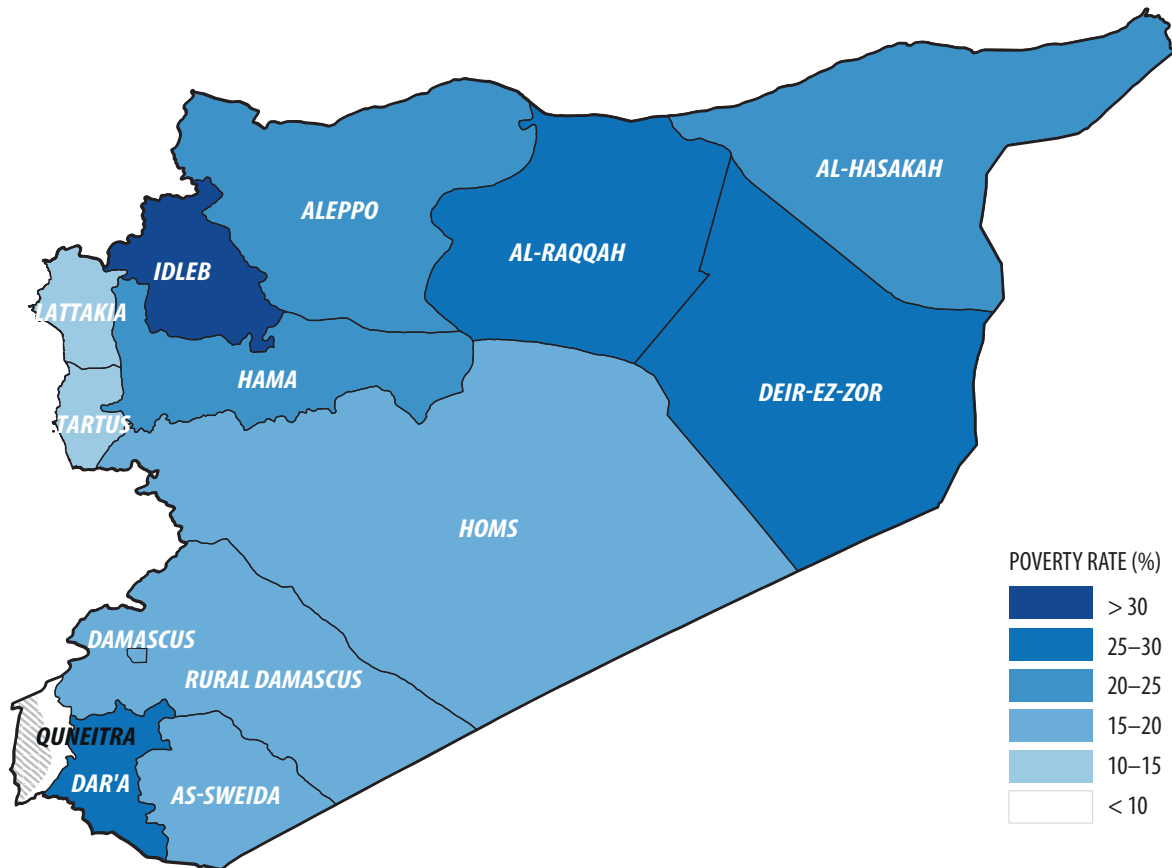 AL-HASAKAH
ALEPPO
AL-RAQQAH
IDLEB
LATTAKIA
HAMA
DEIR-EZ-ZOR
TARTUS
HOMS
DAMASCUS
RURAL DAMASCUS
QUNEITRA
DAR'A
AS-SWEIDA
POVERTY RATE (%)
> 30
25–30
20–25
15–20
10–15
< 10